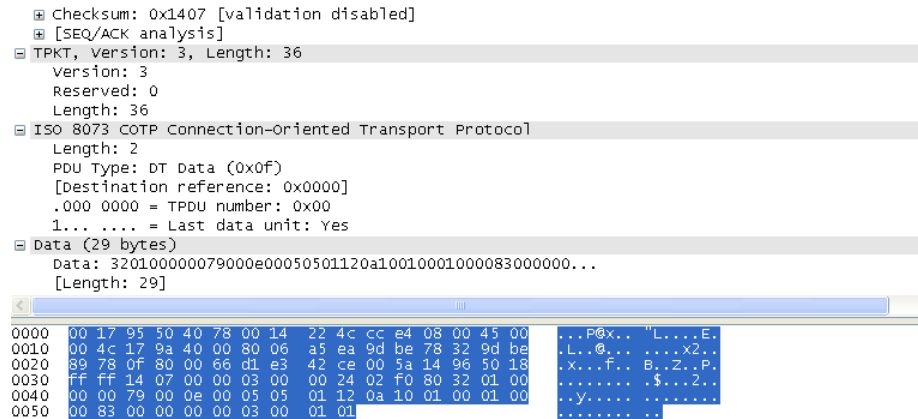 Checksum: 0x1407 [validation disabled]
[SEQ/ACK analysis]
TPKT, Version: 3, Length: 36
Version: 3
Reserved: 0
Length: 36
ISO 8073 COTP Connection-Oriented Transport Protocol
Length: 2
PDU Type: DT Data (0x0f)
[Destination reference: 0x0000]
.000 0000 = TPDU number: 0x00
1... .... = Last data unit: Yes
Data (29 bytes)
Data: 320100000079000e00050501120a10010001000083000000...
[Length: 29]
0000 00 17 95 50 40 78 00 14 22 4c cc e4 08 00 45 00 ...P@x.. "L....E.
0010 00 4c 17 9a 40 00 80 06 a5 ea 9d be 78 32 9d be .L..@... ....x2..
0020 89 78 0f 80 00 66 d1 e3 42 ce 00 5a 14 96 50 18 .x...f.. B..Z..P.
0030 ff ff 14 07 00 00 03 00 00 24 02 f0 80 32 01 00 ........ .$...2..
0040 00 00 79 00 0e 00 05 05 01 12 0a 10 01 00 01 00 ..y..... ........
0050 00 83 00 00 00 00 03 00 01 01 ........ ..